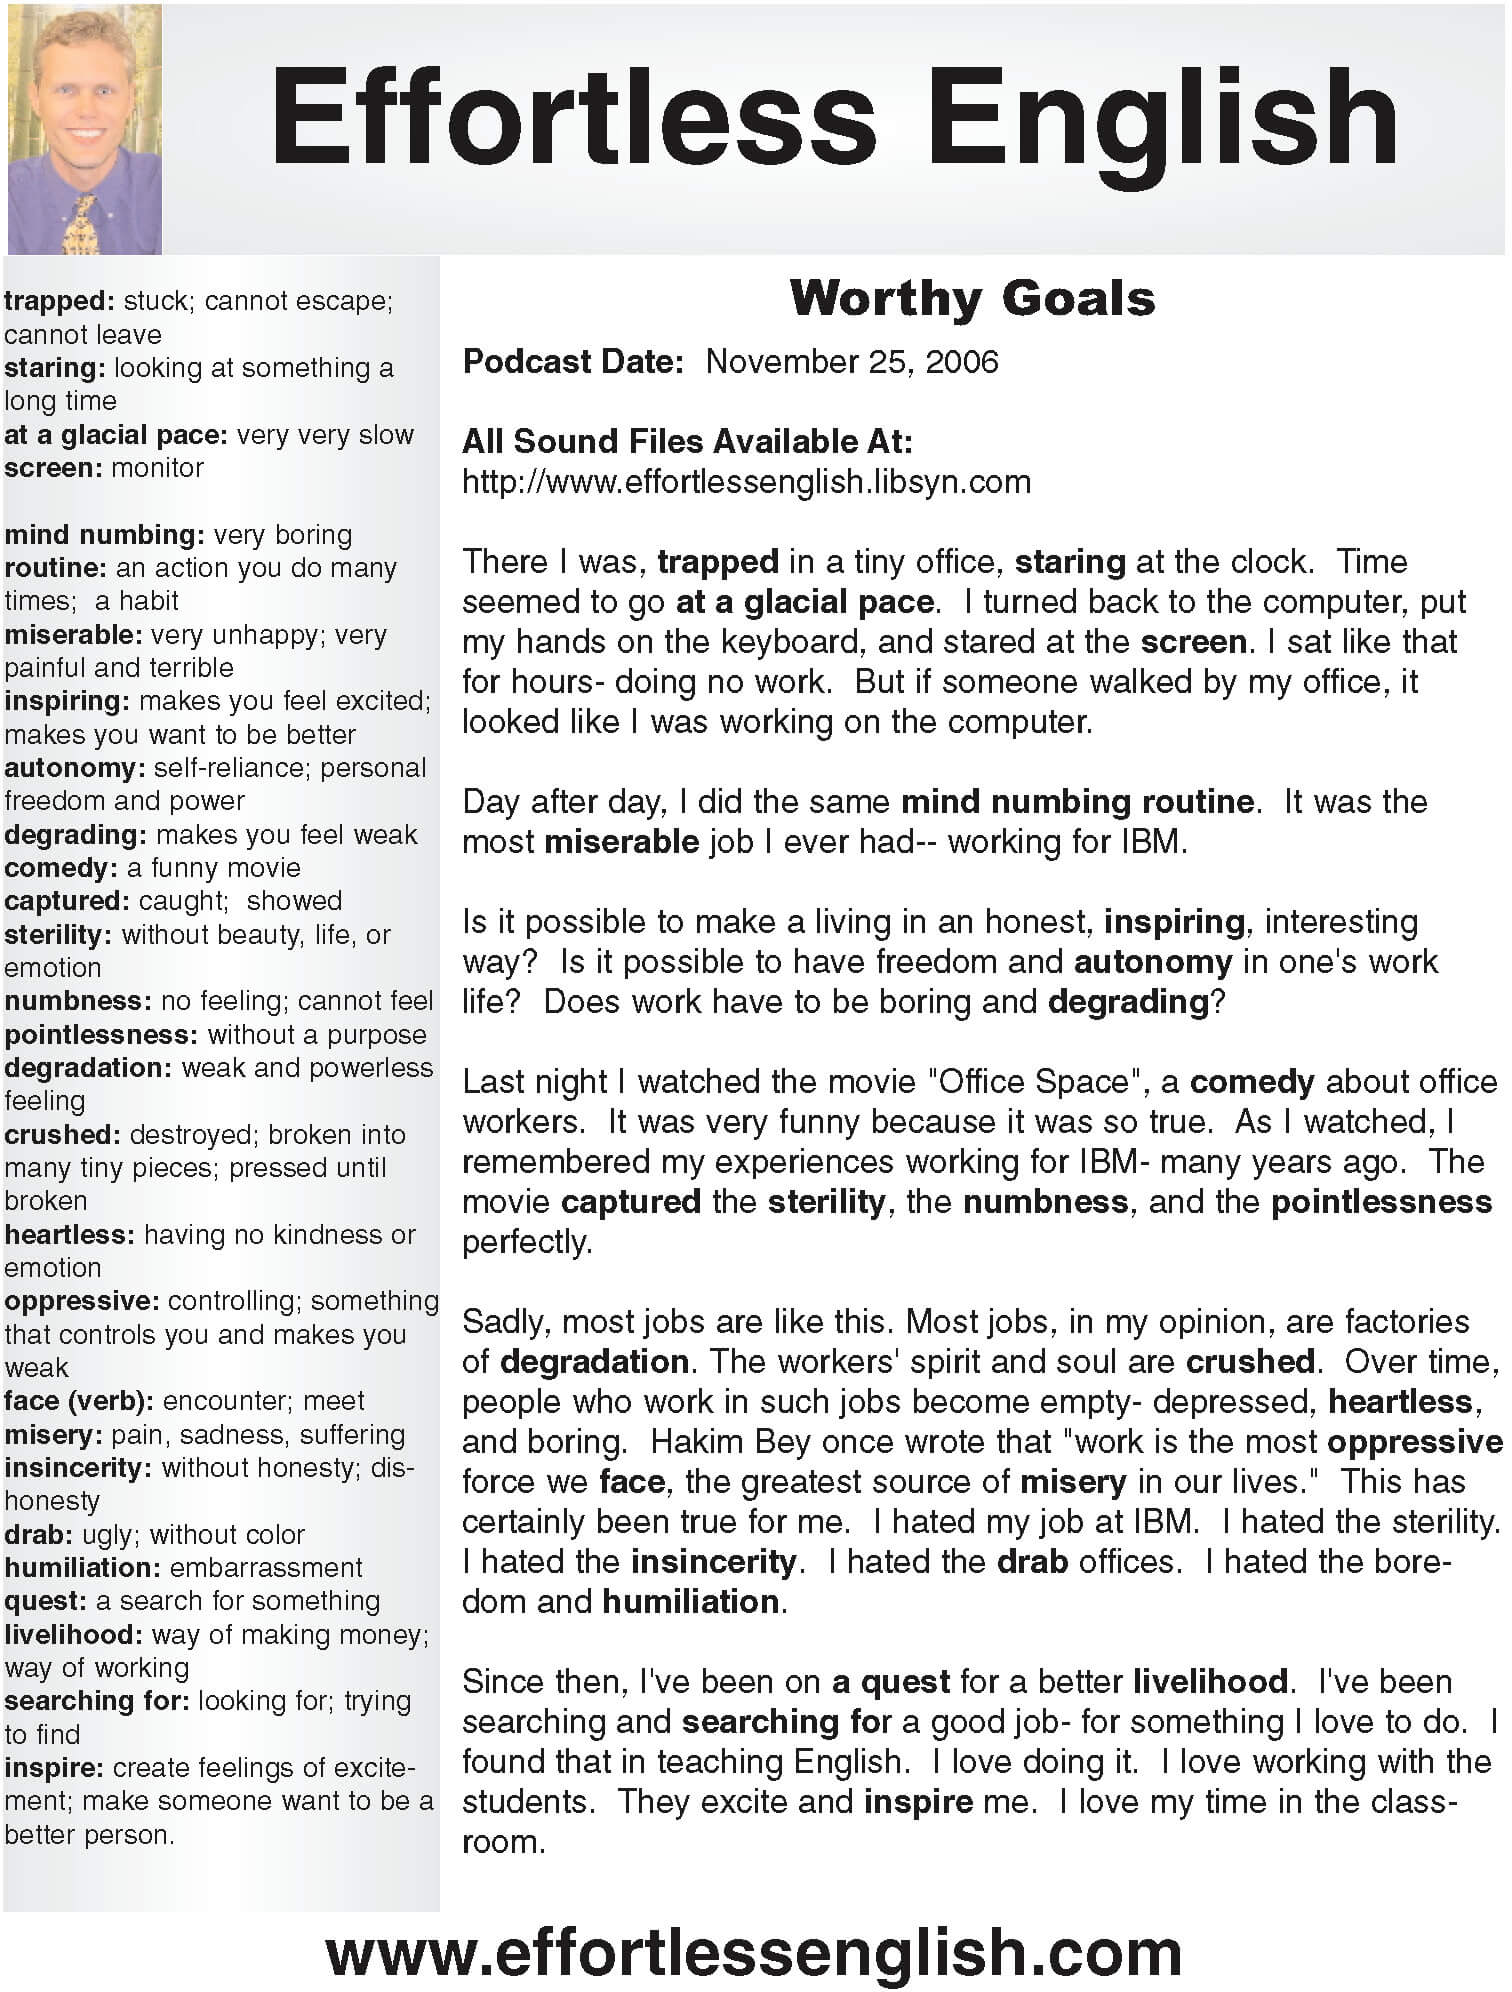 Effortless English
trapped: stuck; cannot escape;
cannot leave
staring: looking at something a
long time
at a glacial pace: very very slow
screen: monitor
mind numbing: very boring
routine: an action you do many
times;  a habit
miserable: very unhappy; very
painful and terrible
inspiring: makes you feel excited;
makes you want to be better
autonomy: self-reliance; personal
freedom and power
degrading: makes you feel weak
comedy: a funny movie
captured: caught;  showed
sterility: without beauty, life, or
emotion
numbness: no feeling; cannot feel
pointlessness: without a purpose
degradation: weak and powerless
feeling
crushed: destroyed; broken into
many tiny pieces; pressed until
broken
heartless: having no kindness or
emotion
oppressive: controlling; something
that controls you and makes you
weak
face (verb): encounter; meet
misery: pain, sadness, suffering
insincerity: without honesty; dis-
honesty
drab: ugly; without color
humiliation: embarrassment
quest: a search for something
livelihood: way of making money;
way of working
searching for: looking for; trying
to find
inspire: create feelings of excite-
ment; make someone want to be a
better person.
Worthy Goals
Podcast Date:  November 25, 2006
All Sound Files Available At:
http://www.effortlessenglish.libsyn.com
There I was, trapped in a tiny office, staring at the clock.  Time
seemed to go at a glacial pace.  I turned back to the computer, put
my hands on the keyboard, and stared at the screen. I sat like that
for hours- doing no work.  But if someone walked by my office, it
looked like I was working on the computer.
Day after day, I did the same mind numbing routine.  It was the
most miserable job I ever had-- working for IBM.
Is it possible to make a living in an honest, inspiring, interesting
way?  Is it possible to have freedom and autonomy in one's work
life?  Does work have to be boring and degrading?
Last night I watched the movie "Office Space", a comedy about office
workers.  It was very funny because it was so true.  As I watched, I
remembered my experiences working for IBM- many years ago.  The
movie captured the sterility, the numbness, and the pointlessness
perfectly.
Sadly, most jobs are like this. Most jobs, in my opinion, are factories
of degradation. The workers' spirit and soul are crushed.  Over time,
people who work in such jobs become empty- depressed, heartless,
and boring.  Hakim Bey once wrote that "work is the most oppressive
force we face, the greatest source of misery in our lives."  This has
certainly been true for me.  I hated my job at IBM.  I hated the sterility.
I hated the insincerity.  I hated the drab offices.  I hated the bore-
dom and humiliation.
Since then, I've been on a quest for a better livelihood.  I've been
searching and searching for a good job- for something I love to do.  I
found that in teaching English.  I love doing it.  I love working with the
students.  They excite and inspire me.  I love my time in the class-
room.
www.effortlessenglish.com